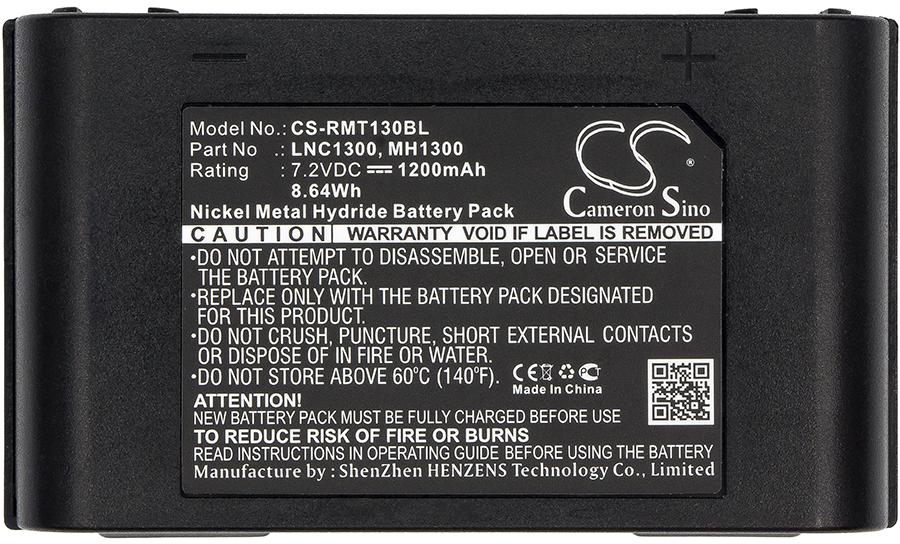 − +
Model No.: CS-RMT130BL
Part No .: LNC1300, MH1300
Rating : 7.2VDC 1200mAh
8.64Wh
CS ®
Cameron Sino
Nickel Metal Hydride Battery Pack
CAUTION WARRANTY VOID IF LABEL IS REMOVED
•DO NOT ATTEMPT TO DISASSEMBLE, OPEN OR SERVICE
THE BATTERY PACK.
•REPLACE ONLY WITH THE BATTERY PACK DESIGNATED
FOR THIS PRODUCT.
•DO NOT CRUSH, PUNCTURE, SHORT EXTERNAL CONTACTS
OR DISPOSE OF IN FIRE OR WATER.
•DO NOT STORE ABOVE 60°C (140°F).
CE PCT
Made In China
ATTENTION!
NEW BATTERY PACK MUST BE FULLY CHARGED BEFORE USE
TO REDUCE RISK OF FIRE OR BURNS
READ INSTRUCTIONS IN OPERATING GUIDE BEFORE USING THE BATTERY
Manufacture by : ShenZhen HENZENS Technology Co., Limited